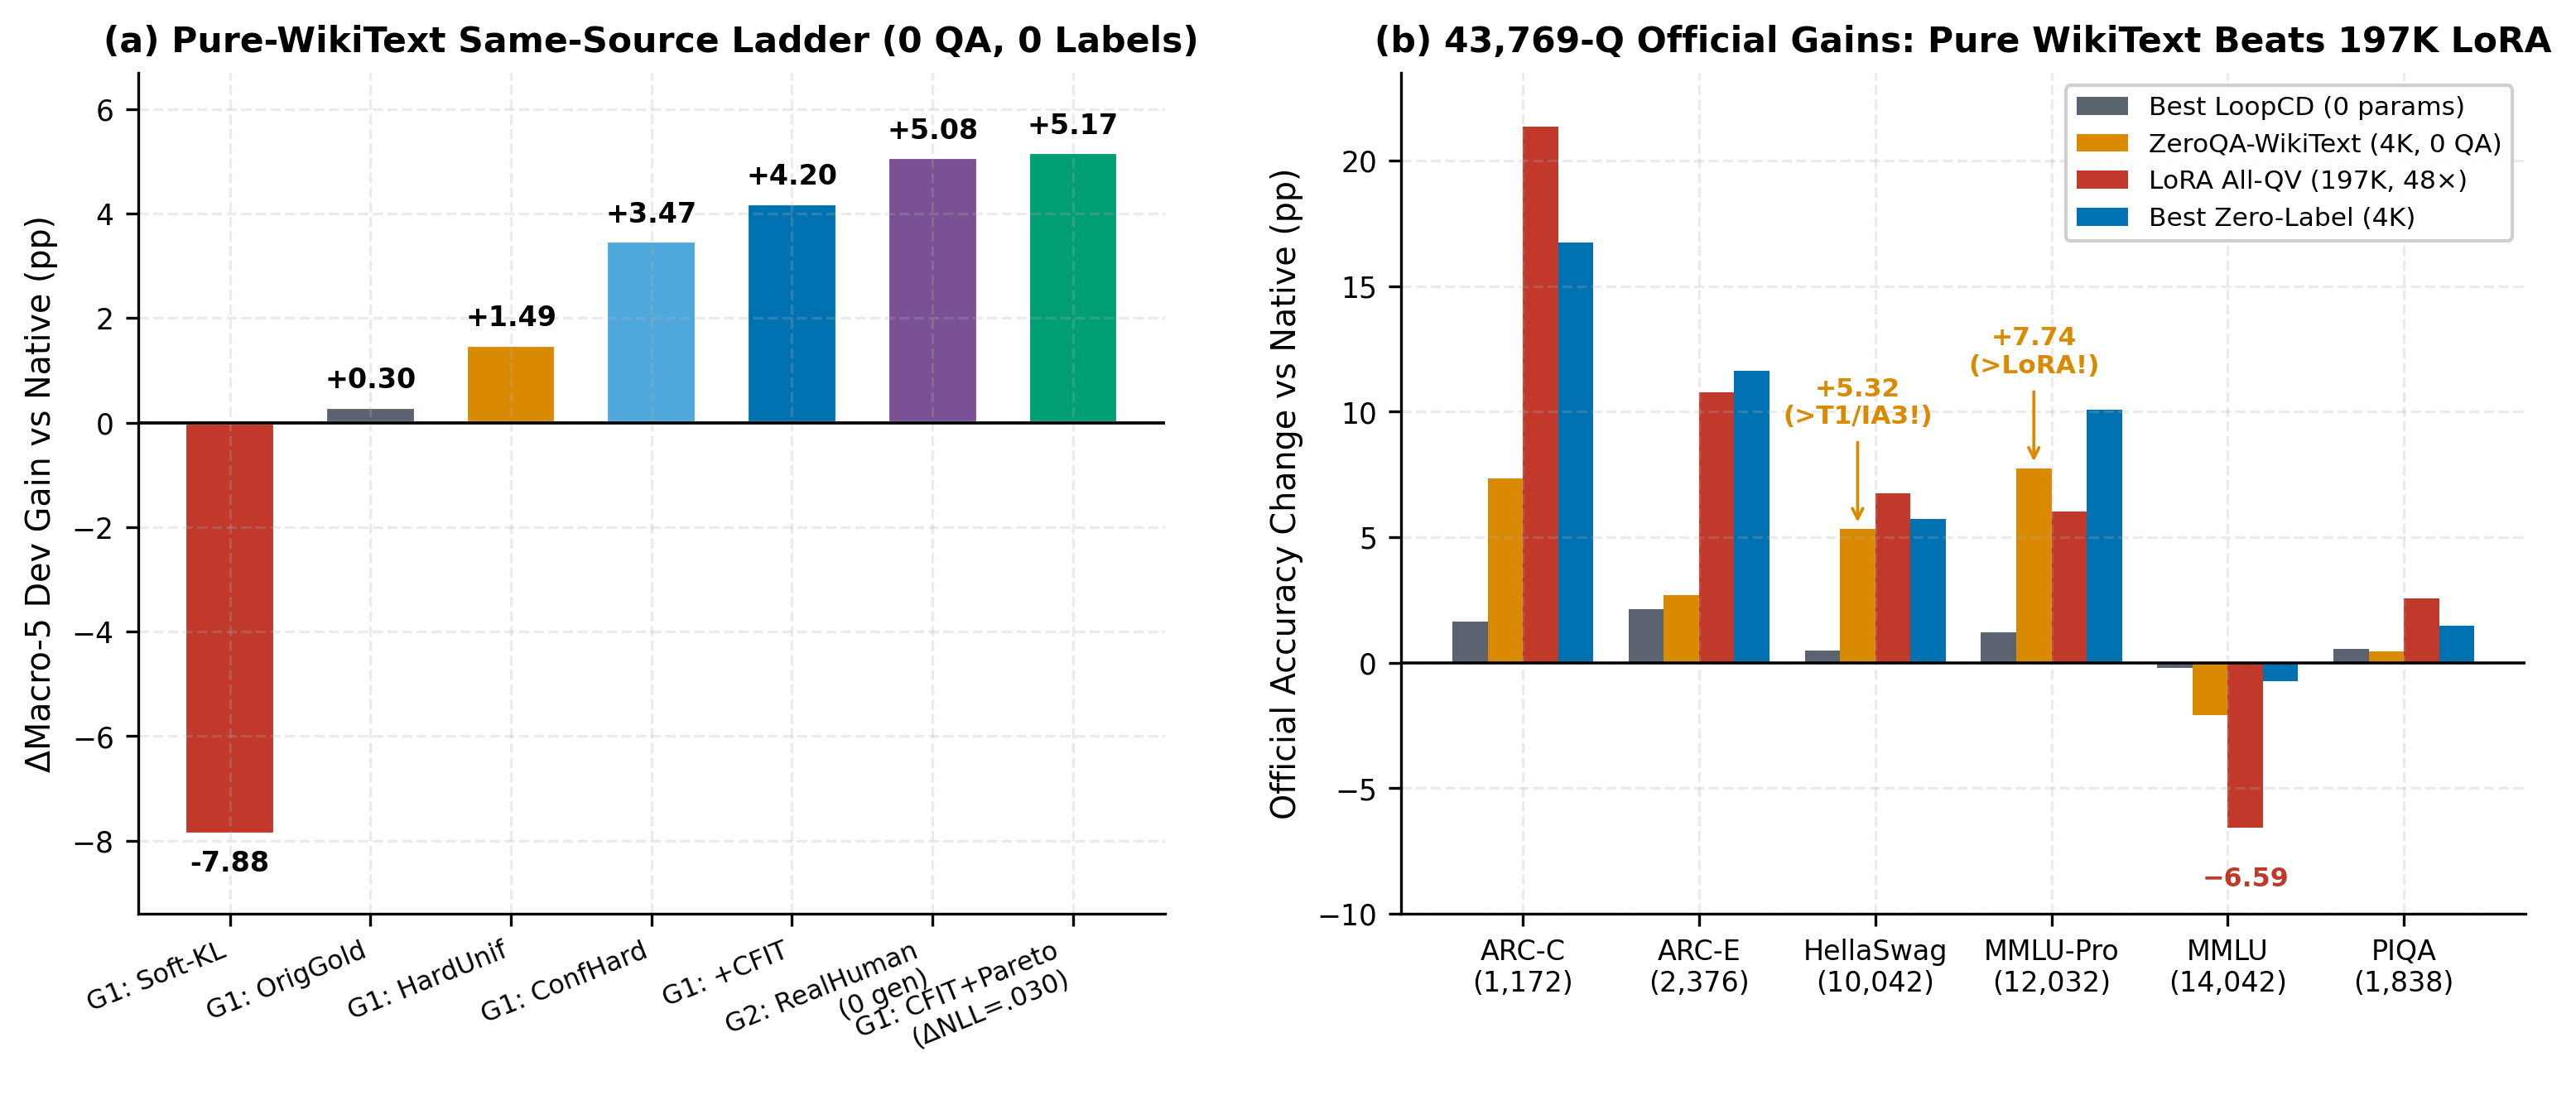 (a) Pure-WikiText Same-Source Ladder (0 QA, 0 Labels)
ΔMacro-5 Dev Gain vs Native (pp)
6
4
2
0
−2
−4
−6
−8
-7.88
+0.30
+1.49
+3.47
+4.20
+5.08
+5.17
G1: Soft-KL
G1: OrigGold
G1: HardUnif
G1: ConfHard
G1: +CFIT
G2: RealHuman
(0 gen)
G1: CFIT+Pareto
(ΔNLL=.030)
(b) 43,769-Q Official Gains: Pure WikiText Beats 197K LoRA
Official Accuracy Change vs Native (pp)
20
15
10
5
0
−5
−10
Best LoopCD (0 params)
ZeroQA-WikiText (4K, 0 QA)
LoRA All-QV (197K, 48×)
Best Zero-Label (4K)
+5.32
(>T1/IA3!)
+7.74
(>LoRA!)
−6.59
ARC-C
(1,172)
ARC-E
(2,376)
HellaSwag
(10,042)
MMLU-Pro
(12,032)
MMLU
(14,042)
PIQA
(1,838)